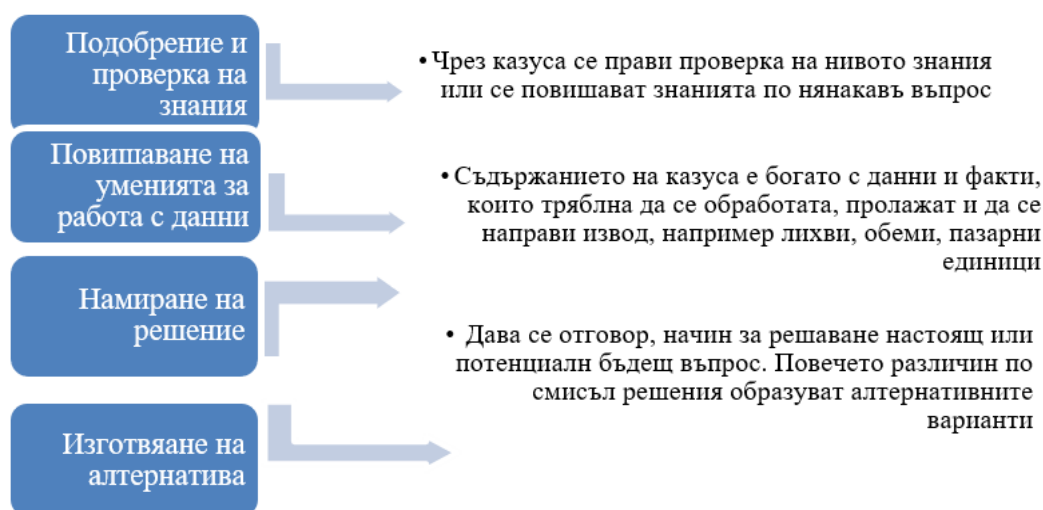 Подобрение и
проверка на
знания
• Чрез казуса се прави проверка на нивото знания
или се повишават знанията по нянакавъ въпрос
Повишаване на
уменията за
работа с данни
• Съдържанието на казуса е богато с данни и факти,
които тряблна да се обработата, пролажат и да се
направи извод, например лихви, обеми, пазарни
единици
Намиране на
решение
• Дава се отговор, начин за решаване настоящ или
потенциалн бъдещ въпрос. Повечето различин по
смисъл решения образуват алтернативните
варианти
Изготвяне на
алтернатива